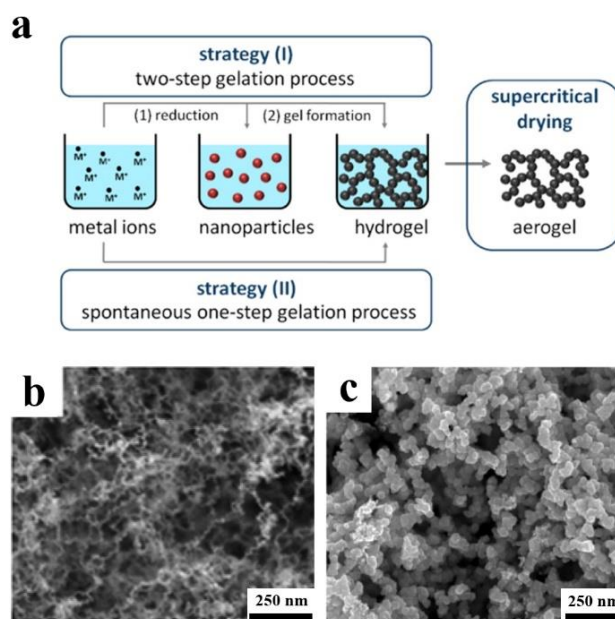 a
strategy (I)
two-step gelation process
(1) reduction
(2) gel formation
M⁺
M⁺
M⁺
M⁺
M⁺
M⁺
M⁺
M⁺
metal ions
nanoparticles
hydrogel
supercritical
drying
aerogel
strategy (II)
spontaneous one-step gelation process
b
250 nm
c
250 nm